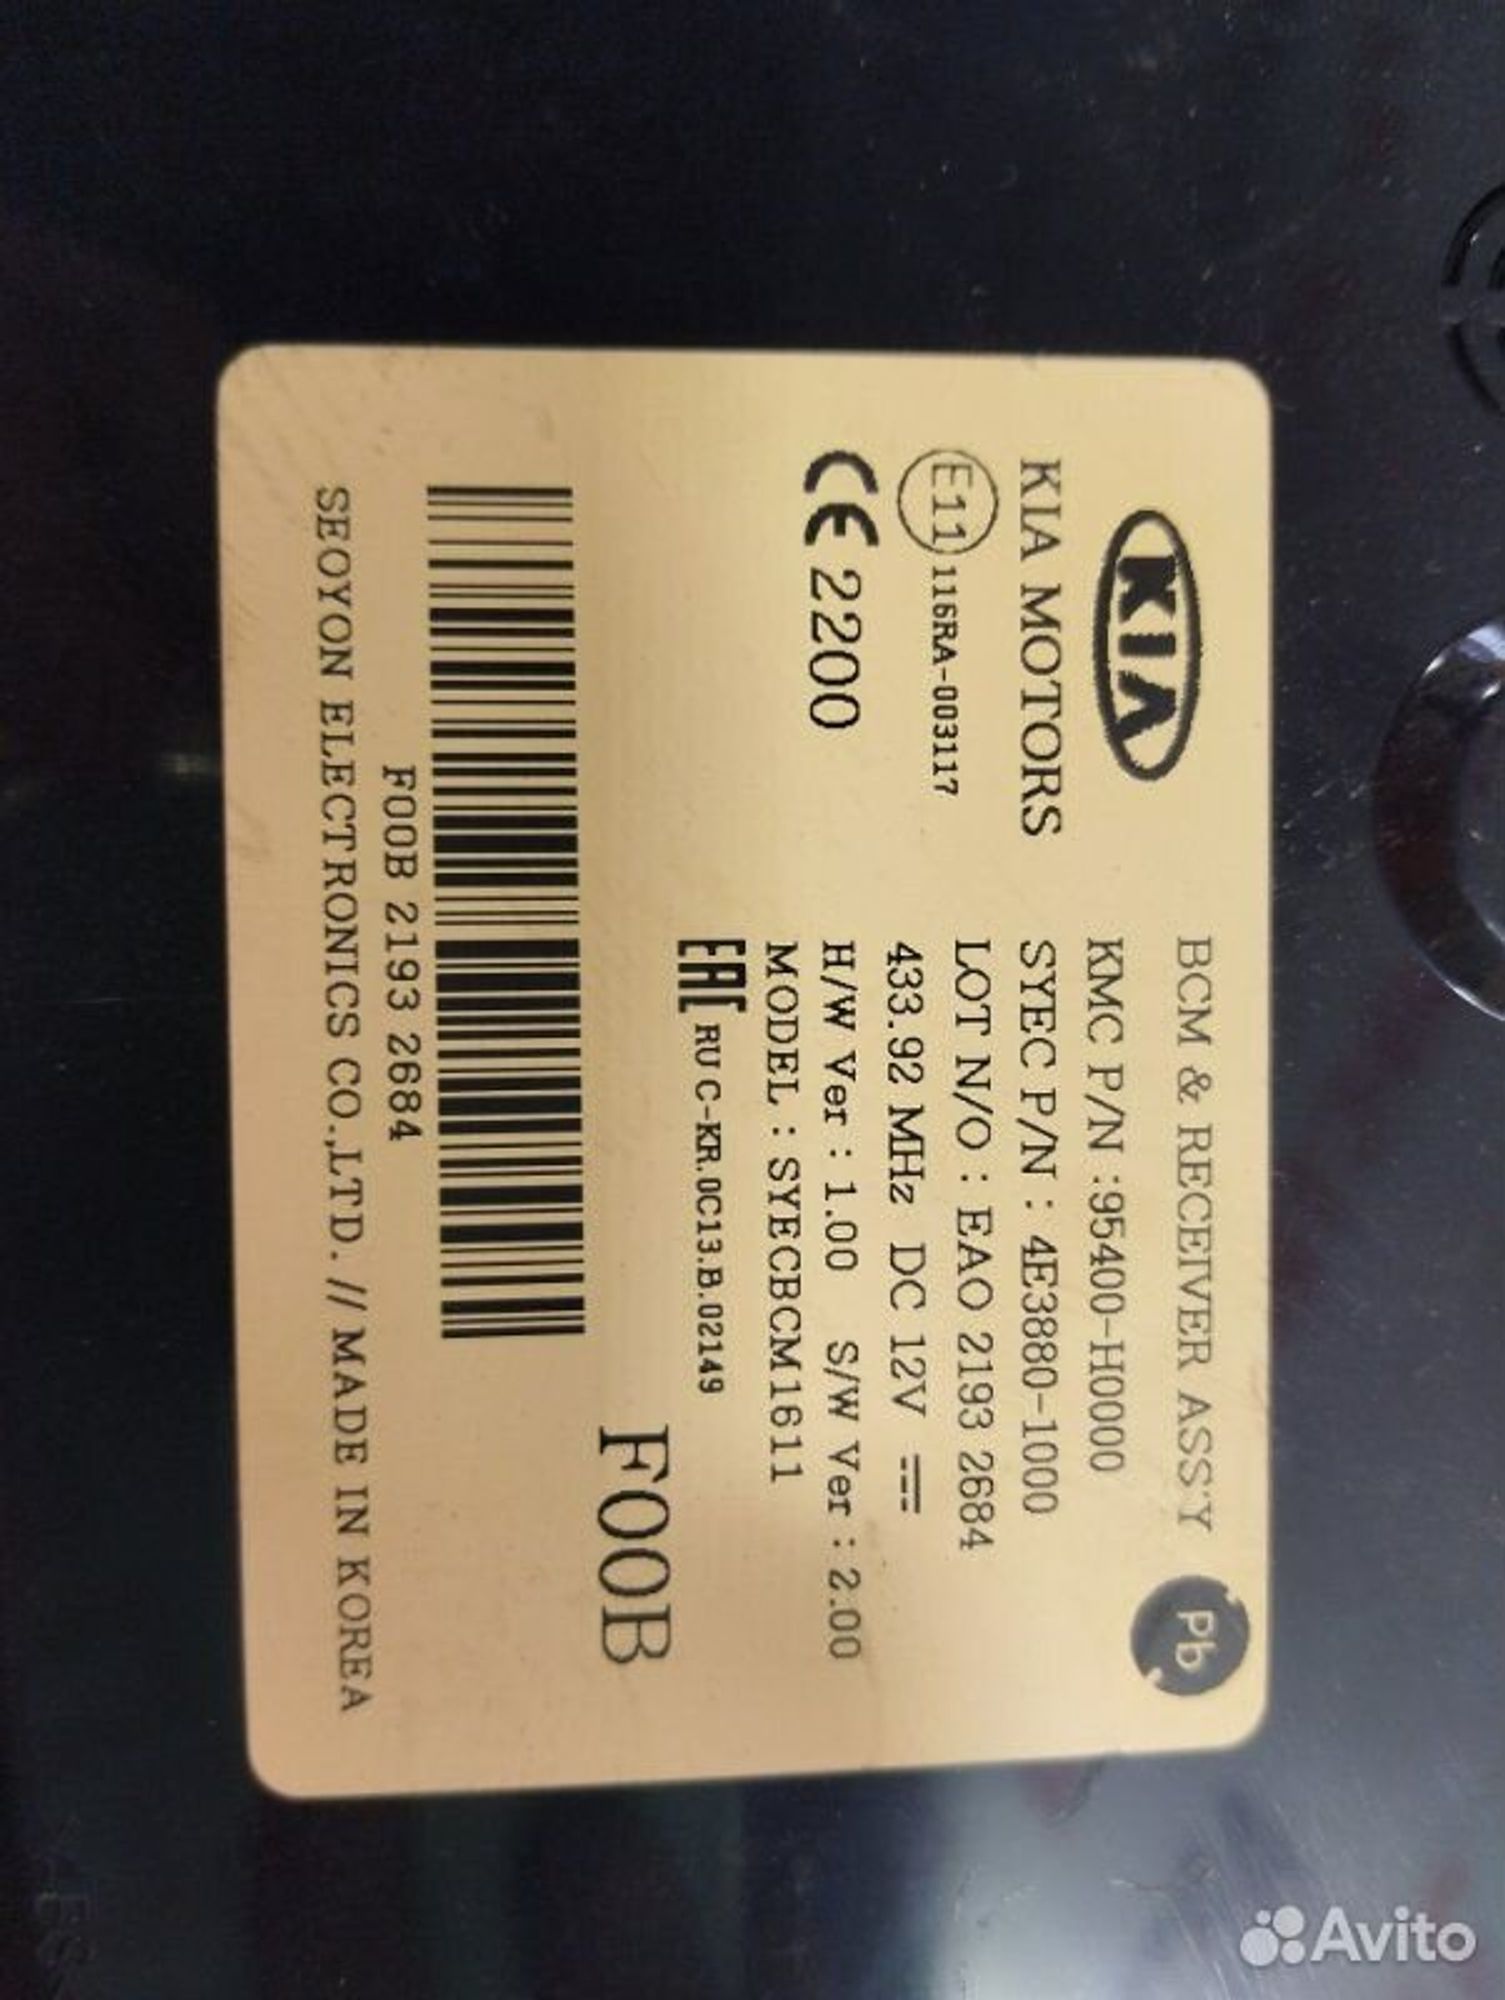 KIA
KIA MOTORS
E11 116RA-003117
CE 2200
BCM & RECEIVER ASS'Y
Pb
KMC P/N :95400-H0000
SYEC P/N : 4E3880-1000
LOT N/O : EAO 2193 2684
433.92 MHz DC 12V
H/W Ver : 1.00 S/W Ver : 2.00
MODEL : SYECBCM1611
EAC RU C-KR.0C13.B.02149
F00B
F00B 2193 2684
SEOYON ELECTRONICS CO.,LTD. // MADE IN KOREA
Avito